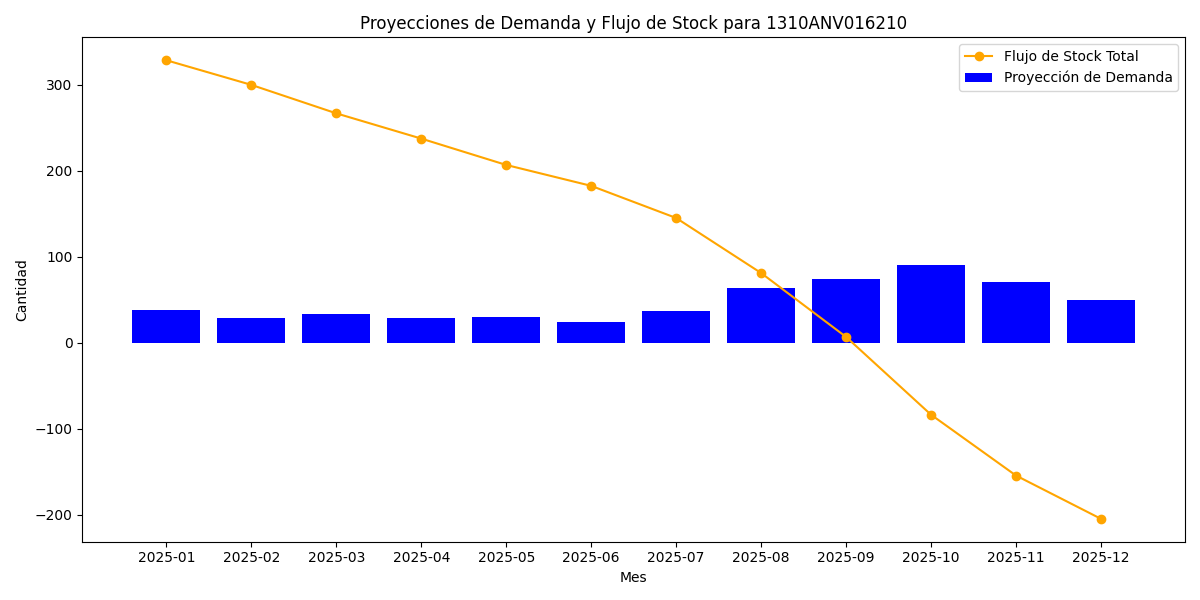 Proyecciones de Demanda y Flujo de Stock para 1310ANV016210
Flujo de Stock Total
Proyección de Demanda
Cantidad
300
200
100
0
−100
−200
2025-01 2025-02 2025-03 2025-04 2025-05 2025-06 2025-07 2025-08 2025-09 2025-10 2025-11 2025-12
Mes